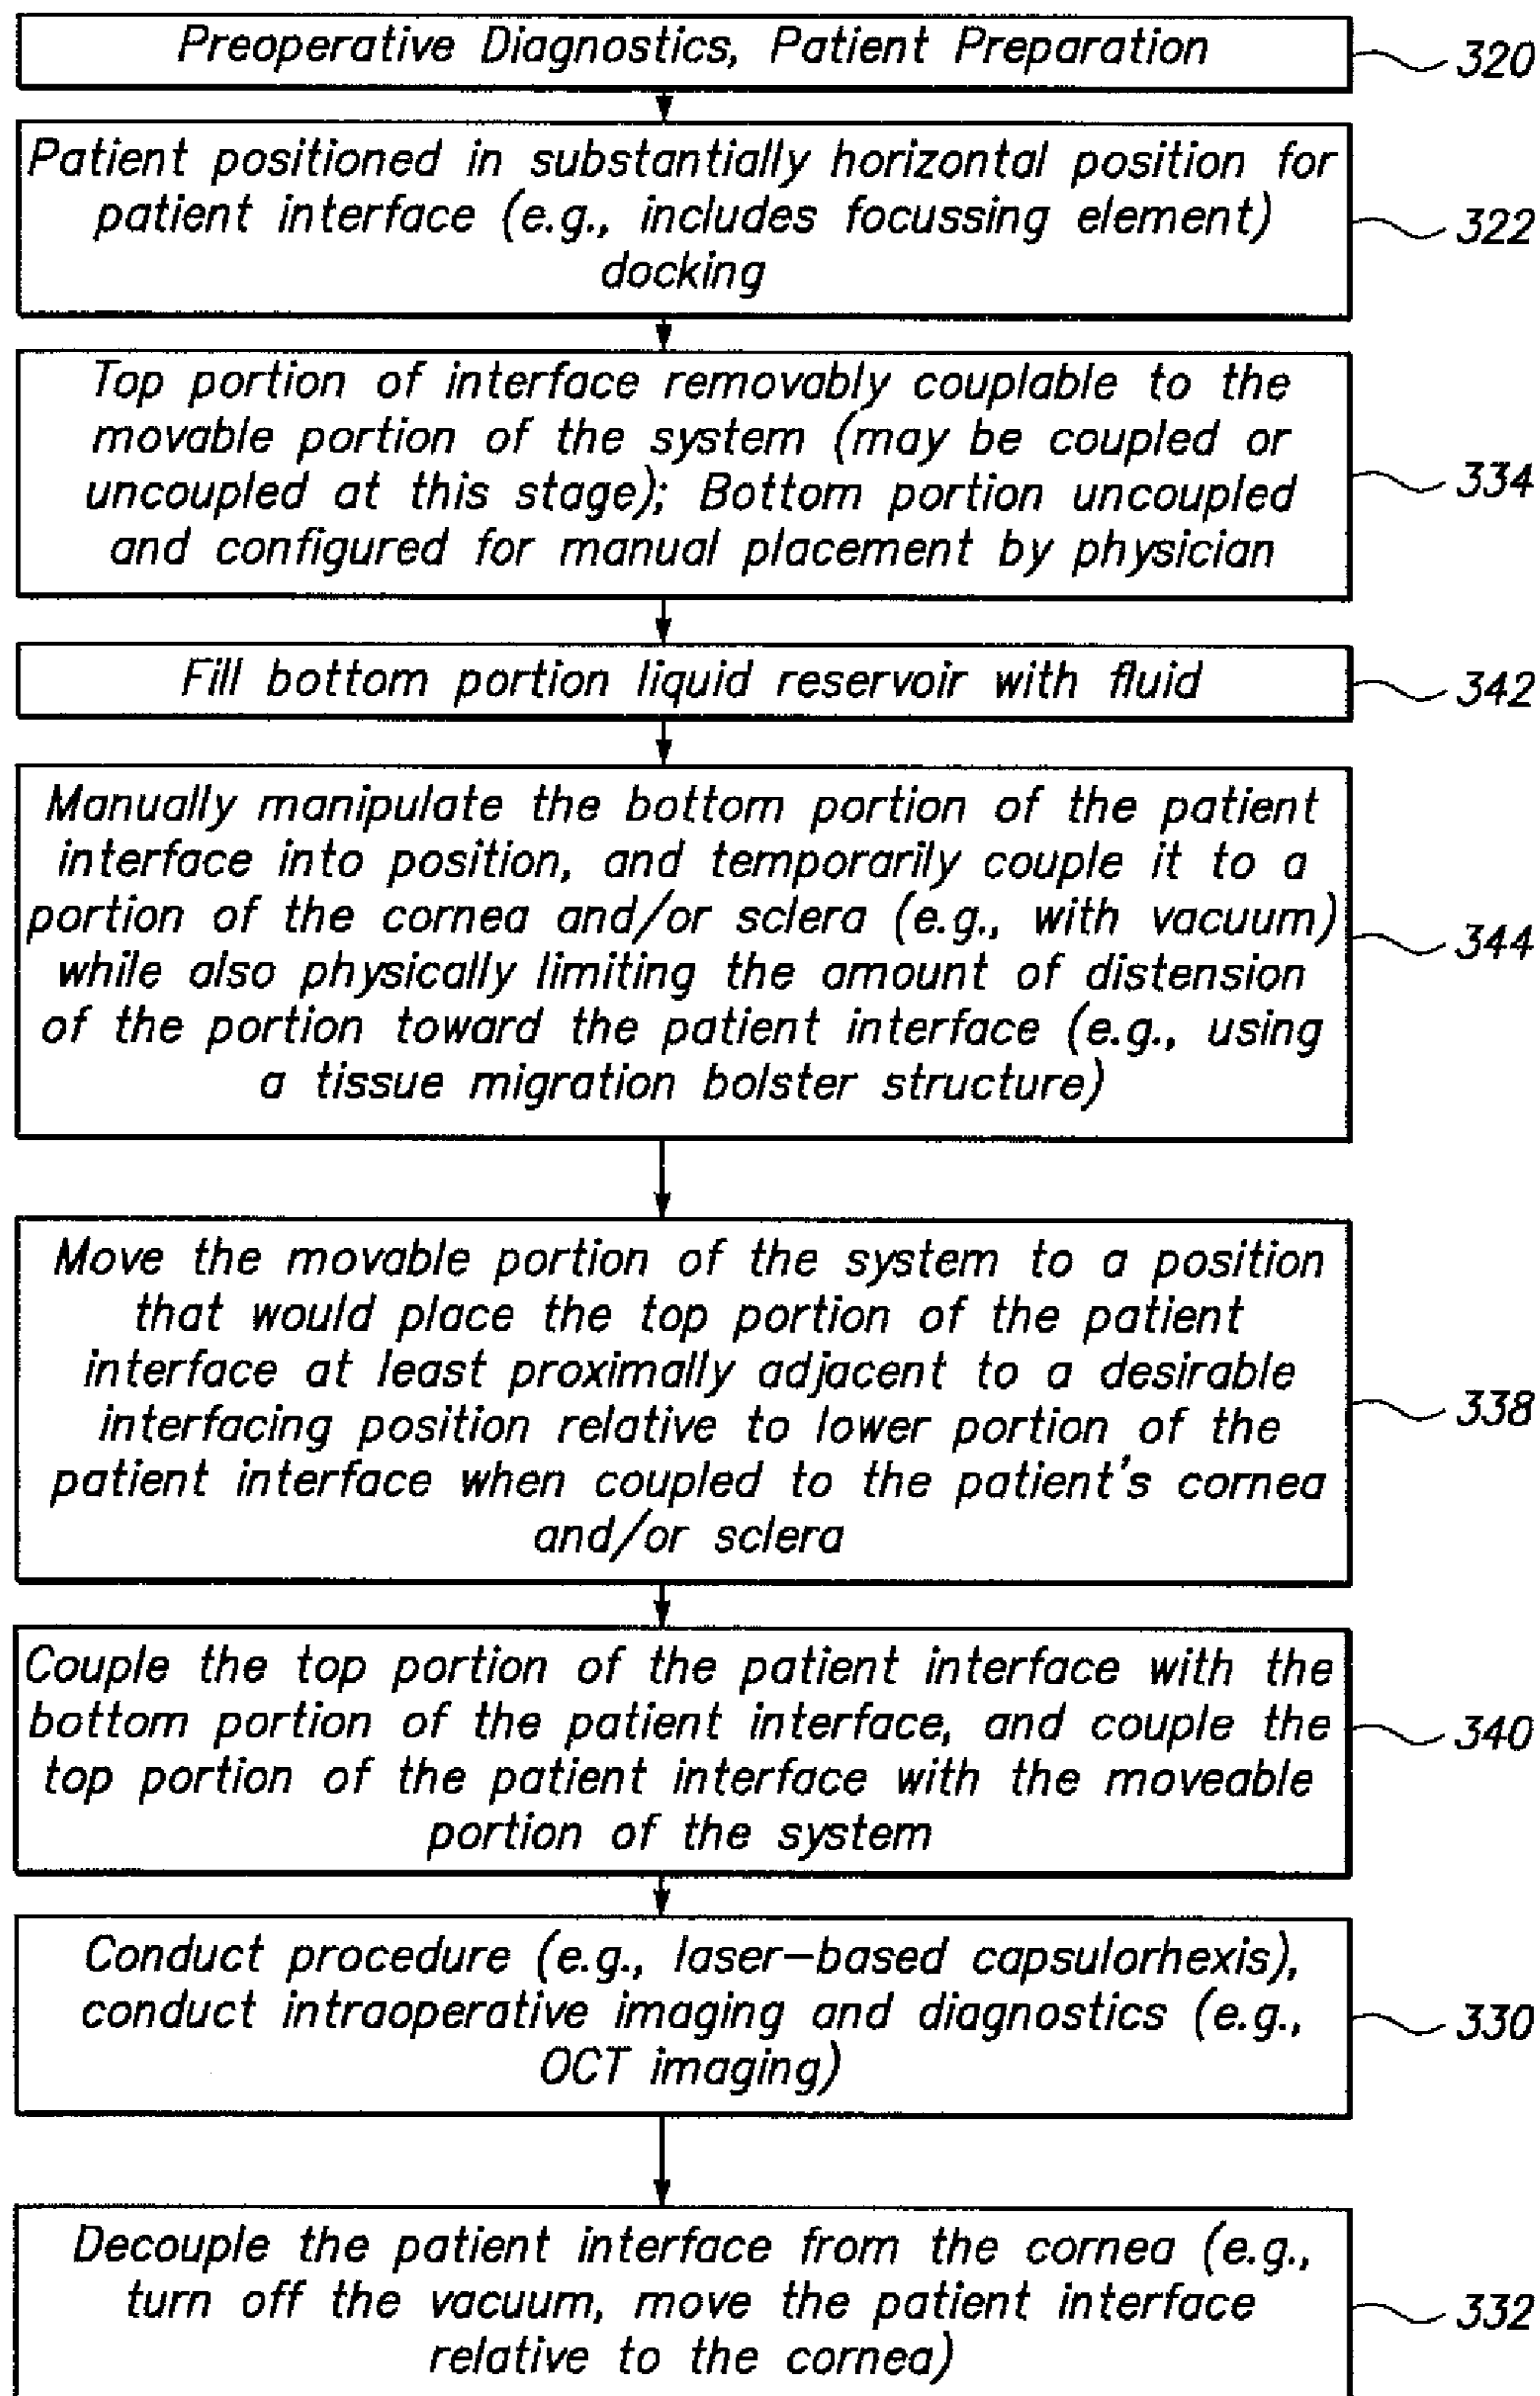 Preoperative Diagnostics, Patient Preparation
320
Patient positioned in substantially horizontal position for
patient interface (e.g., includes focussing element)
docking
322
Top portion of interface removably couplable to the
movable portion of the system (may be coupled or
uncoupled at this stage); Bottom portion uncoupled
and configured for manual placement by physician
334
Fill bottom portion liquid reservoir with fluid
342
Manually manipulate the bottom portion of the patient
interface into position, and temporarily couple it to a
portion of the cornea and/or sclera (e.g., with vacuum)
while also physically limiting the amount of distension
of the portion toward the patient interface (e.g., using
a tissue migration bolster structure)
344
Move the movable portion of the system to a position
that would place the top portion of the patient
interface at least proximally adjacent to a desirable
interfacing position relative to lower portion of the
patient interface when coupled to the patient's cornea
and/or sclera
338
Couple the top portion of the patient interface with the
bottom portion of the patient interface, and couple the
top portion of the patient interface with the moveable
portion of the system
340
Conduct procedure (e.g., laser-based capsulorhexis),
conduct intraoperative imaging and diagnostics (e.g.,
OCT imaging)
330
Decouple the patient interface from the cornea (e.g.,
turn off the vacuum, move the patient interface
relative to the cornea)
332